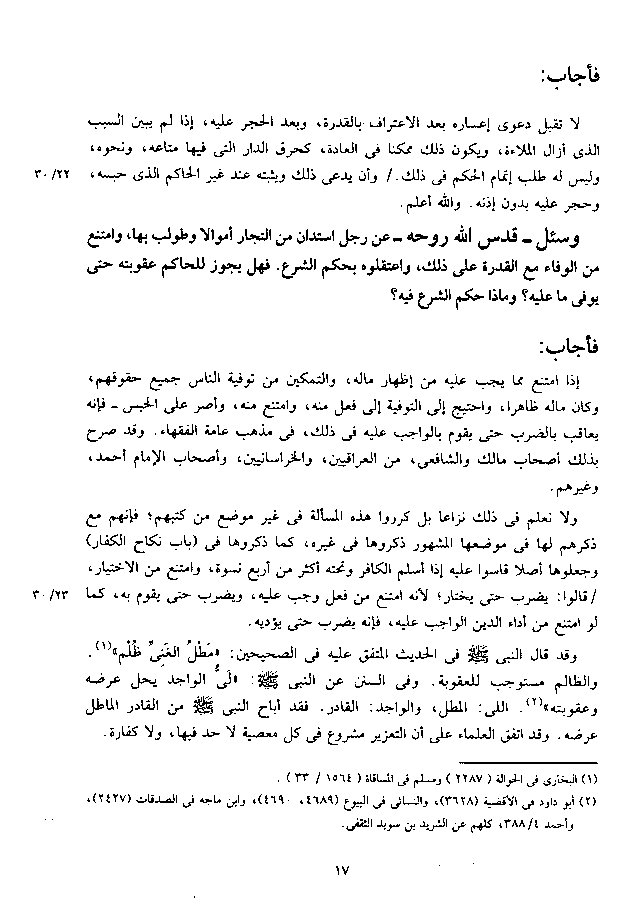 فأجاب:
لا تقبل دعوى إعساره بعد الاعتراف بالقدرة، وبعد الحجر عليه، إذا لم يبين السبب
الذى أزال الملاءة، ويكون ذلك ممكنا فى العادة، كحرق الدار التى فيها متاعه، ونحوه،
وليس له طلب إتمام الحكم فى ذلك. / وأن يدعى ذلك ويثبته عند غير الحاكم الذى حبسه، ٣٠/٢٢
وحجر عليه بدون إذنه. والله أعلم.
وسئل ـ قدس الله روحه ـ عن رجل استدان من التجار أموالا وطولب بها، وامتنع
من الوفاء مع القدرة على ذلك، واعتقلوه بحكم الشرع. فهل يجوز للحاكم عقوبته حتى
يوفى ما عليه؟ وماذا حكم الشرع فيه؟
فأجاب:
إذا امتنع مما يجب عليه من إظهار ماله، والتمكين من توفية الناس جميع حقوقهم،
وكان ماله ظاهرا، واحتيج إلى التوفية إلى فعل منه، وامتنع منه، وأصر على الحبس ـ فإنه
يعاقب بالضرب حتى يقوم بالواجب عليه فى ذلك، فى مذهب عامة الفقهاء. وقد صرح
بذلك أصحاب مالك والشافعى، من العراقيين، والخراسانيين، وأصحاب الإمام أحمد،
وغيرهم.
ولا نعلم فى ذلك نزاعا بل كرروا هذه المسألة فى غير موضع من كتبهم؛ فإنهم مع
ذكرهم لها فى موضعها المشهور ذكروها فى غيره، كما ذكروها فى (باب نكاح الكفار)
وجعلوها أصلا قاسوا عليه إذا أسلم الكافر وتحته أكثر من أربع نسوة، وامتنع من الاختيار،
/ قالوا: يضرب حتى يختار؛ لأنه امتنع من فعل وجب عليه، ويضرب حتى يقوم به، كما ٣٠/٢٣
لو امتنع من أداء الدين الواجب عليه، فإنه يضرب حتى يؤديه.
وقد قال النبى ﷺ فى الحديث المتفق عليه فى الصحيحين: «مَطْلُ الغَنِىِّ ظُلْم»(١).
والظالم مستوجب للعقوبة. وفى السنن عن النبى ﷺ: «لَىُّ الواجد يحل عرضه
وعقوبته»(٢). اللى: المطل، والواجد: القادر. فقد أباح النبى ﷺ من القادر الماطل
عرضه. وقد اتفق العلماء على أن التعزير مشروع فى كل معصية لا حد فيها، ولا كفارة.
(١) البخارى فى الحوالة (٢٢٨٧) ومسلم فى المساقاة (١٥٦٤ / ٣٣).
(٢) أبو داود فى الأقضية (٣٦٢٨)، والنسائى فى البيوع (٤٦٨٩، ٤٦٩٠)، وابن ماجه فى الصدقات (٢٤٢٧)،
وأحمد ٤/ ٣٨٨، كلهم عن الشريد بن سويد الثقفى.
١٧